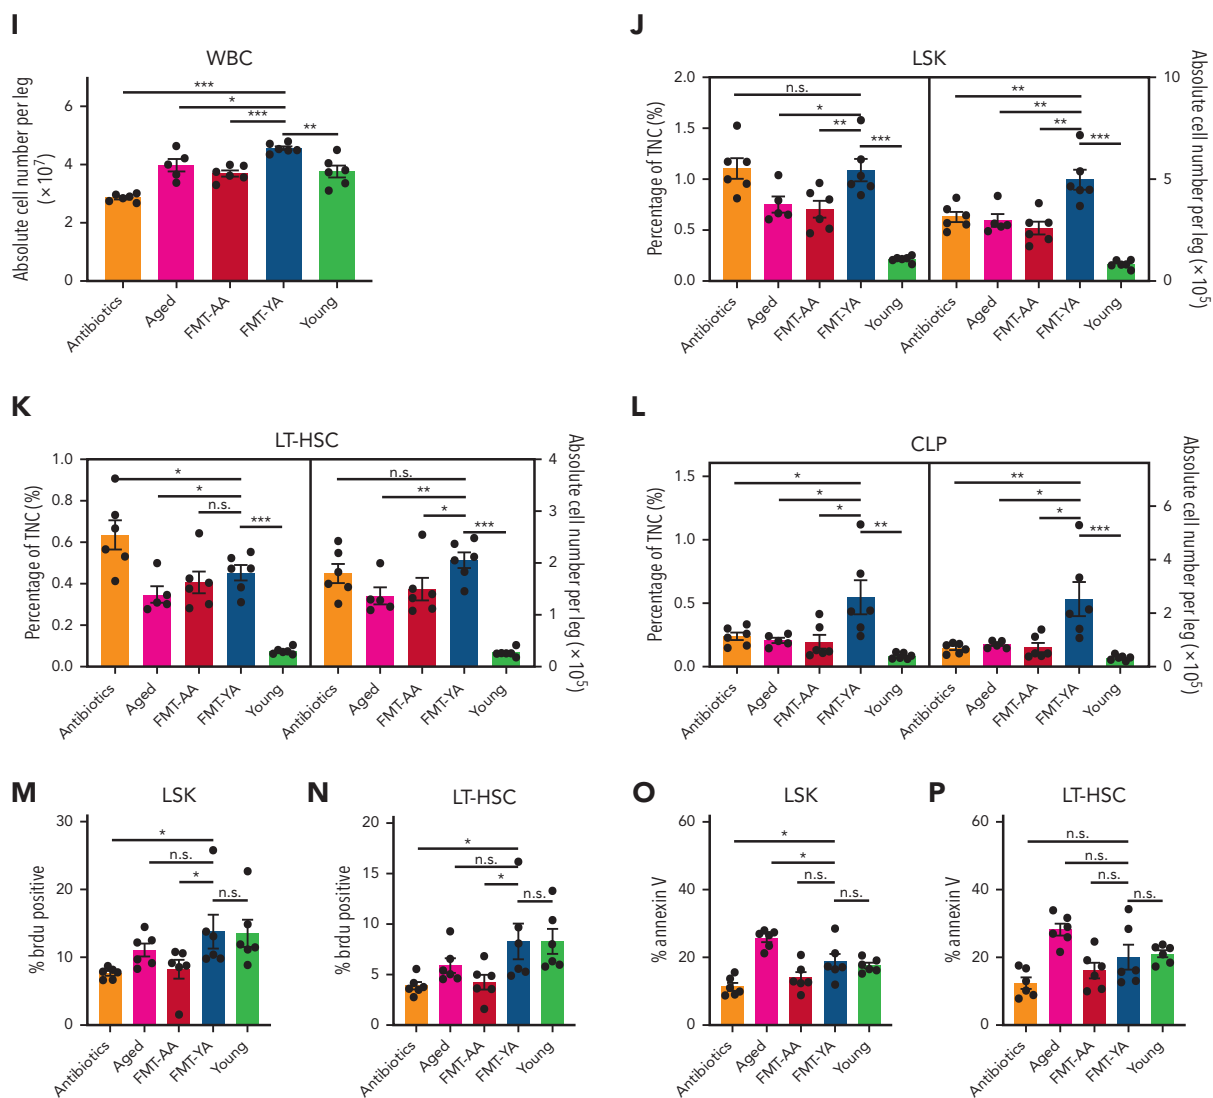 I
WBC
Absolute cell number per leg
(×10⁷)
6
4
2
0
***
*
***
**
Antibiotics
Aged
FMT-AA
FMT-YA
Young
J
LSK
Percentage of TNC (%)
2.0
1.5
1.0
0.5
0.0
n.s.
*
**
***
**
**
**
***
10
5
0
Absolute cell number per leg (×10⁵)
Antibiotics
Aged
FMT-AA
FMT-YA
Young
Antibiotics
Aged
FMT-AA
FMT-YA
Young
K
LT-HSC
Percentage of TNC (%)
1.0
0.8
0.6
0.4
0.2
0.0
*
*
n.s.
***
n.s.
**
*
***
4
3
2
1
0
Absolute cell number per leg (×10⁵)
Antibiotics
Aged
FMT-AA
FMT-YA
Young
Antibiotics
Aged
FMT-AA
FMT-YA
Young
L
CLP
Percentage of TNC (%)
1.5
1.0
0.5
0.0
*
*
*
**
**
*
*
***
6
4
2
0
Absolute cell number per leg (×10⁵)
Antibiotics
Aged
FMT-AA
FMT-YA
Young
Antibiotics
Aged
FMT-AA
FMT-YA
Young
M
LSK
% brdu positive
30
20
10
0
*
n.s.
*
n.s.
Antibiotics
Aged
FMT-AA
FMT-YA
Young
N
LT-HSC
% brdu positive
20
15
10
5
0
*
n.s.
*
n.s.
Antibiotics
Aged
FMT-AA
FMT-YA
Young
O
LSK
% annexin V
60
40
20
0
*
*
n.s.
n.s.
Antibiotics
Aged
FMT-AA
FMT-YA
Young
P
LT-HSC
% annexin V
60
40
20
0
n.s.
n.s.
n.s.
n.s.
Antibiotics
Aged
FMT-AA
FMT-YA
Young